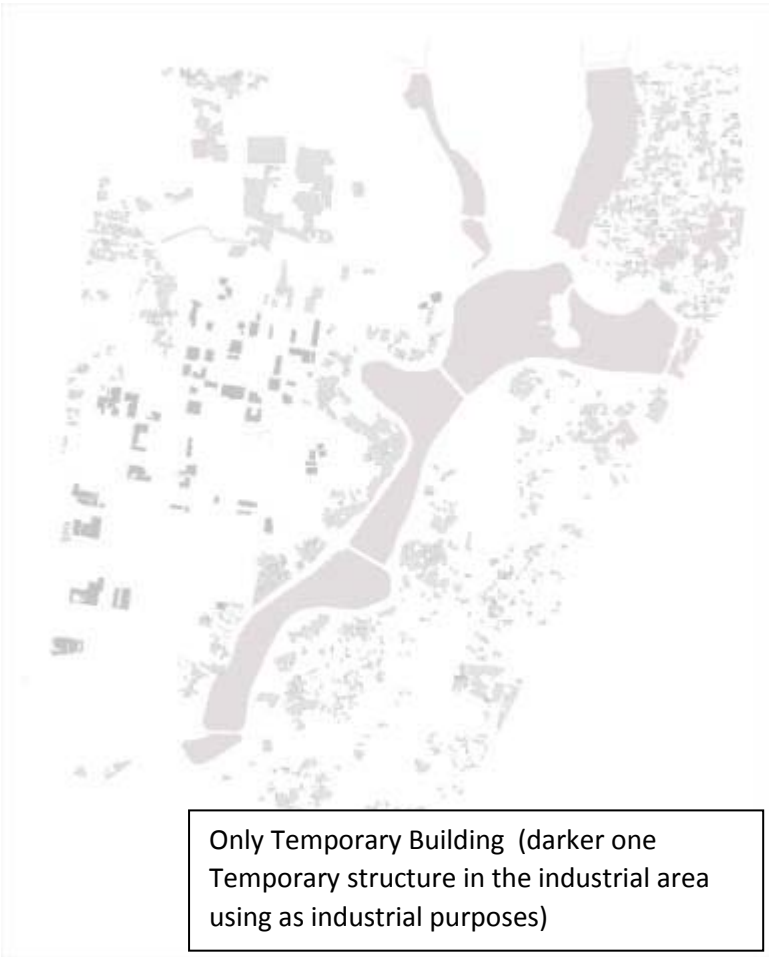 Only Temporary Building (darker one
Temporary structure in the industrial area
using as industrial purposes)